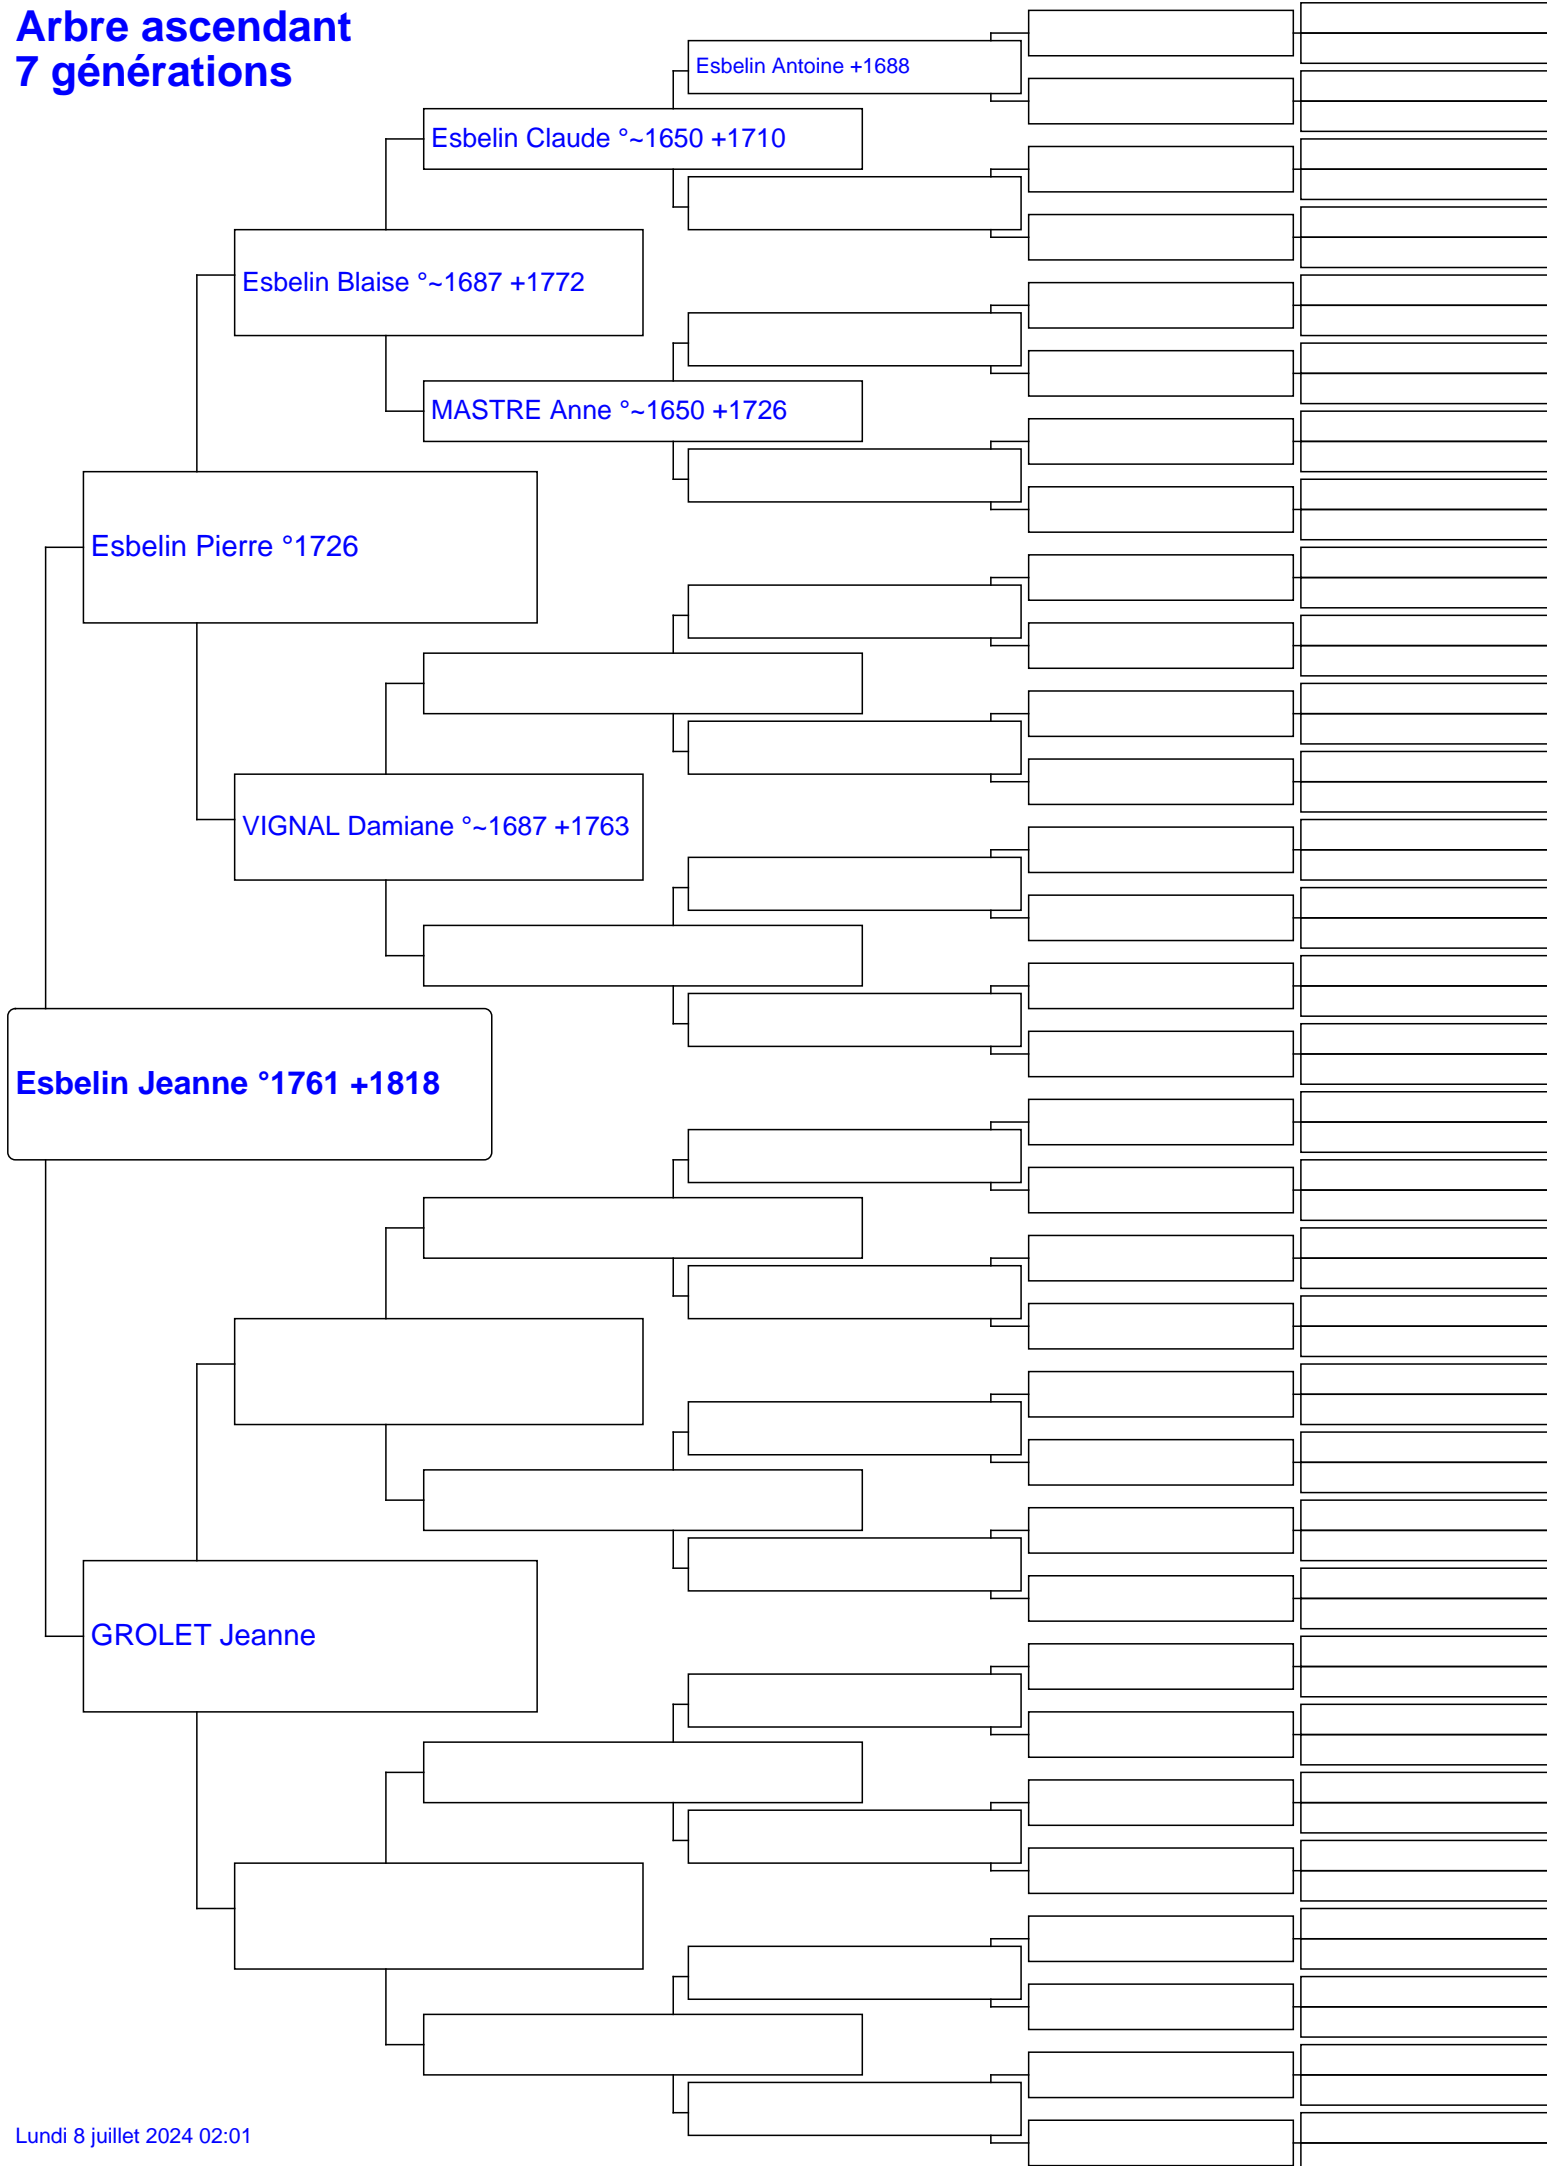 Arbre ascendant
7 générations
Esbelin Antoine +1688
Esbelin Claude °~1650 +1710
Esbelin Blaise °~1687 +1772
MASTRE Anne °~1650 +1726
Esbelin Pierre °1726
VIGNAL Damiane °~1687 +1763
Esbelin Jeanne °1761 +1818
GROLET Jeanne
Lundi 8 juillet 2024 02:01